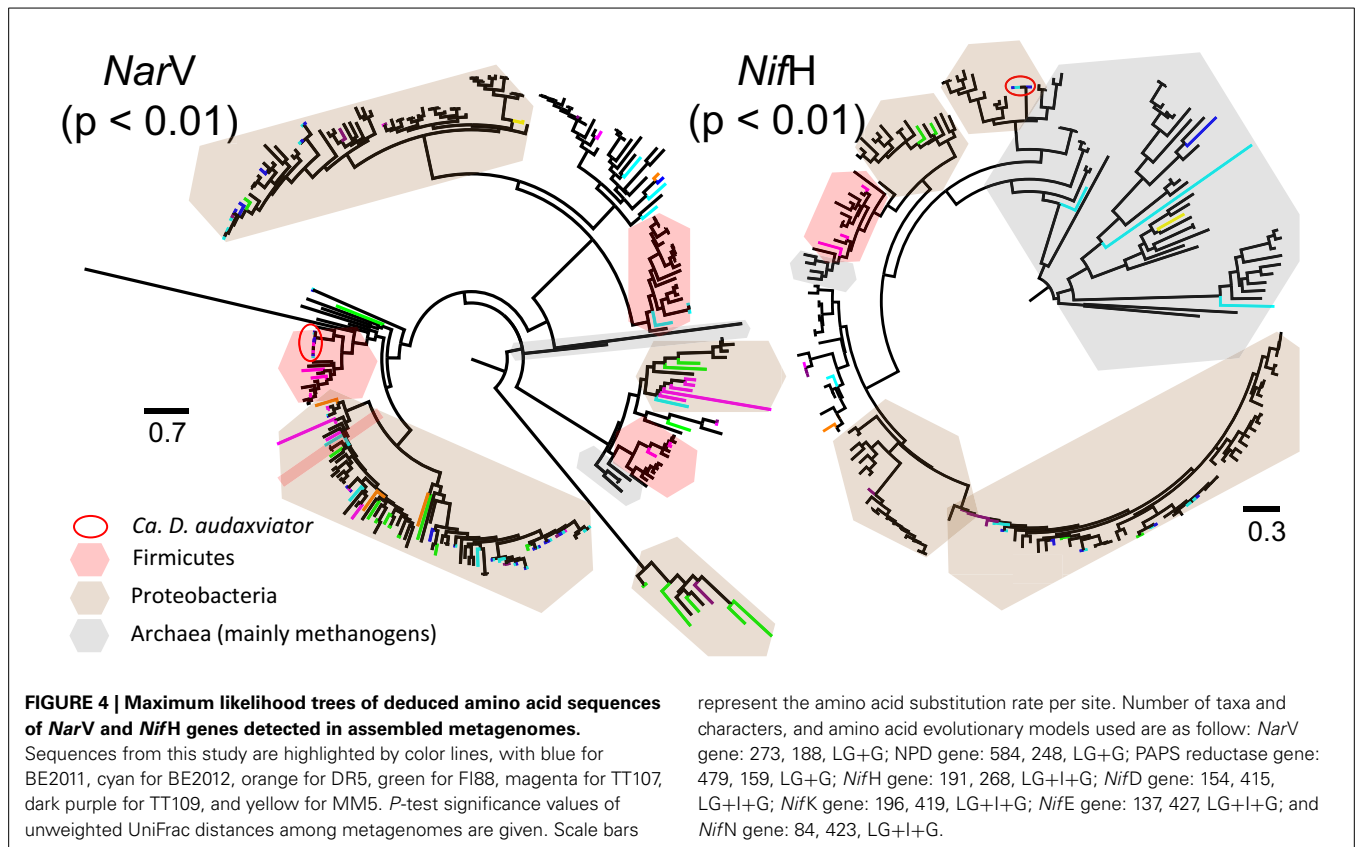 NarV
(p < 0.01)
NifH
(p < 0.01)
0.7
0.3
Ca. D. audaxviator
Firmicutes
Proteobacteria
Archaea (mainly methanogens)
FIGURE 4 | Maximum likelihood trees of deduced amino acid sequences
of NarV and NifH genes detected in assembled metagenomes.
Sequences from this study are highlighted by color lines, with blue for
BE2011, cyan for BE2012, orange for DR5, green for FI88, magenta for TT107,
dark purple for TT109, and yellow for MM5. P-test significance values of
unweighted UniFrac distances among metagenomes are given. Scale bars
represent the amino acid substitution rate per site. Number of taxa and
characters, and amino acid evolutionary models used are as follow: NarV
gene: 273, 188, LG+G; NPD gene: 584, 248, LG+G; PAPS reductase gene:
479, 159, LG+G; NifH gene: 191, 268, LG+I+G; NifD gene: 154, 415,
LG+I+G; NifK gene: 196, 419, LG+I+G; NifE gene: 137, 427, LG+I+G; and
NifN gene: 84, 423, LG+I+G.